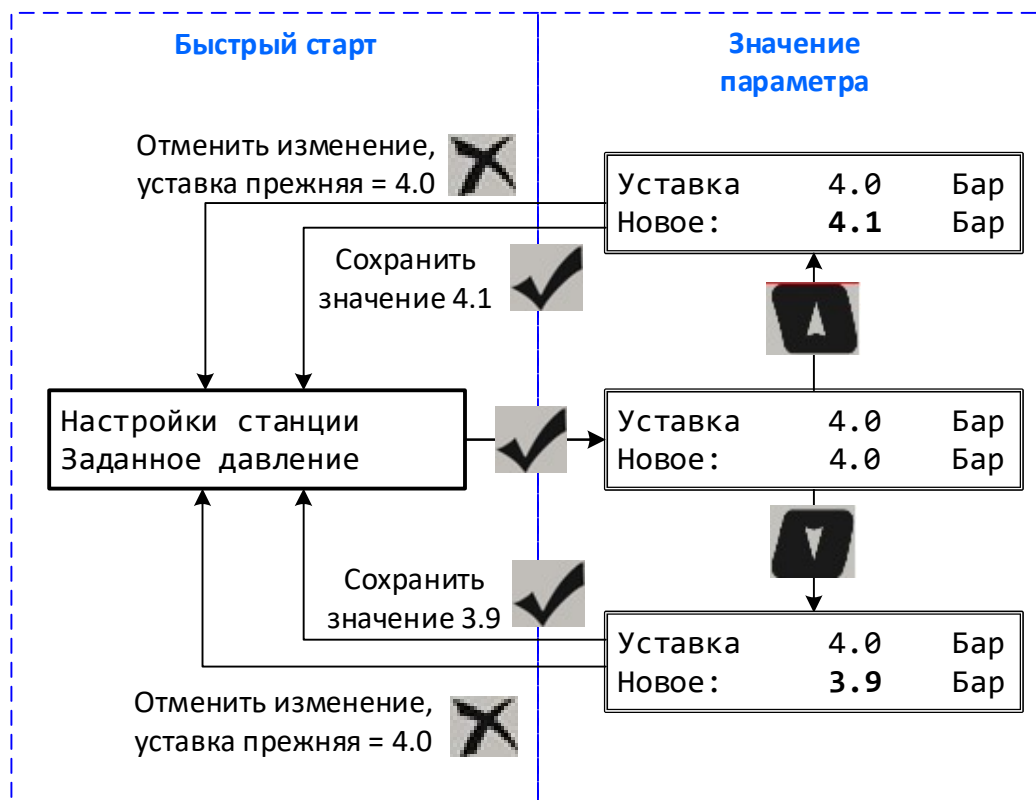 Быстрый старт
Значение
параметра
Отменить изменение,
уставка прежняя = 4.0
Уставка 4.0 Бар
Новое: 4.1 Бар
Сохранить
значение 4.1
Настройки станции
Заданное давление
Уставка 4.0 Бар
Новое: 4.0 Бар
Сохранить
значение 3.9
Уставка 4.0 Бар
Новое: 3.9 Бар
Отменить изменение,
уставка прежняя = 4.0